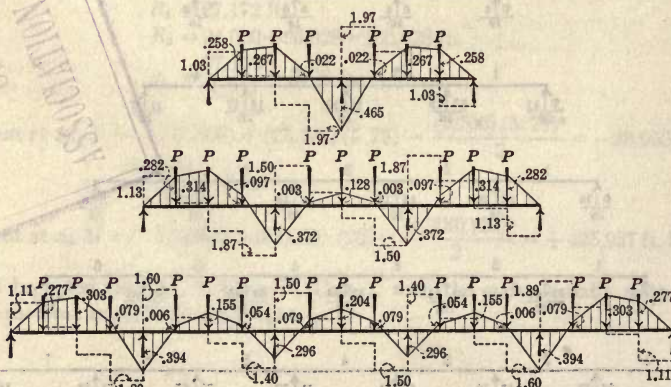 1.97
P P P P P P
.258 .267 .022 .022 .267 .258
1.03 1.03
.465
1.97
P P P P P P P P P
.282 1.50 1.87 .282
1.13 .314 .097 .003 .128 .003 .097 .314 1.13
1.87 .372 1.50 .372
P P P P P P P P P P P P P P P
1.11 .277 .303 1.60 .155 .054 1.50 .204 1.40 .054 .155 1.89 .303 .277
.079 .006 .079 .079 .006 .079
.394 .296 .296 .394
1.40 1.50 1.60 1.11
ASSOCIATION